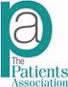 pa
The
Patients
Association